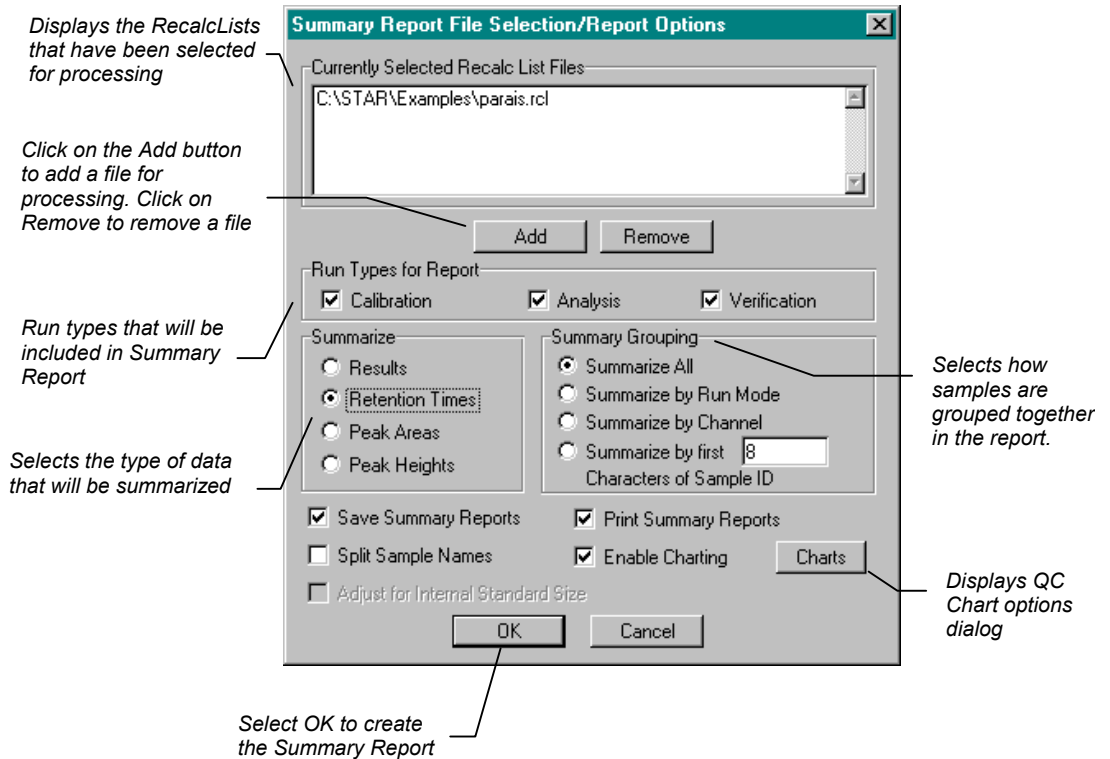 Displays the RecalcLists
that have been selected
for processing
Summary Report File Selection/Report Options
Currently Selected Recalc List Files
C:\STAR\Examples\parais.rcl
Click on the Add button
to add a file for
processing. Click on
Remove to remove a file
Add Remove
Run Types for Report
Calibration Analysis Verification
Run types that will be
included in Summary
Report
Summarize
Results
Retention Times
Peak Areas
Peak Heights
Summary Grouping
Summarize All
Summarize by Run Mode
Summarize by Channel
Summarize by first 8
Characters of Sample ID
Selects how
samples are
grouped together
in the report.
Selects the type of data
that will be summarized
Save Summary Reports Print Summary Reports
Split Sample Names Enable Charting Charts
Adjust for Internal Standard Size
Displays QC
Chart options
dialog
OK Cancel
Select OK to create
the Summary Report